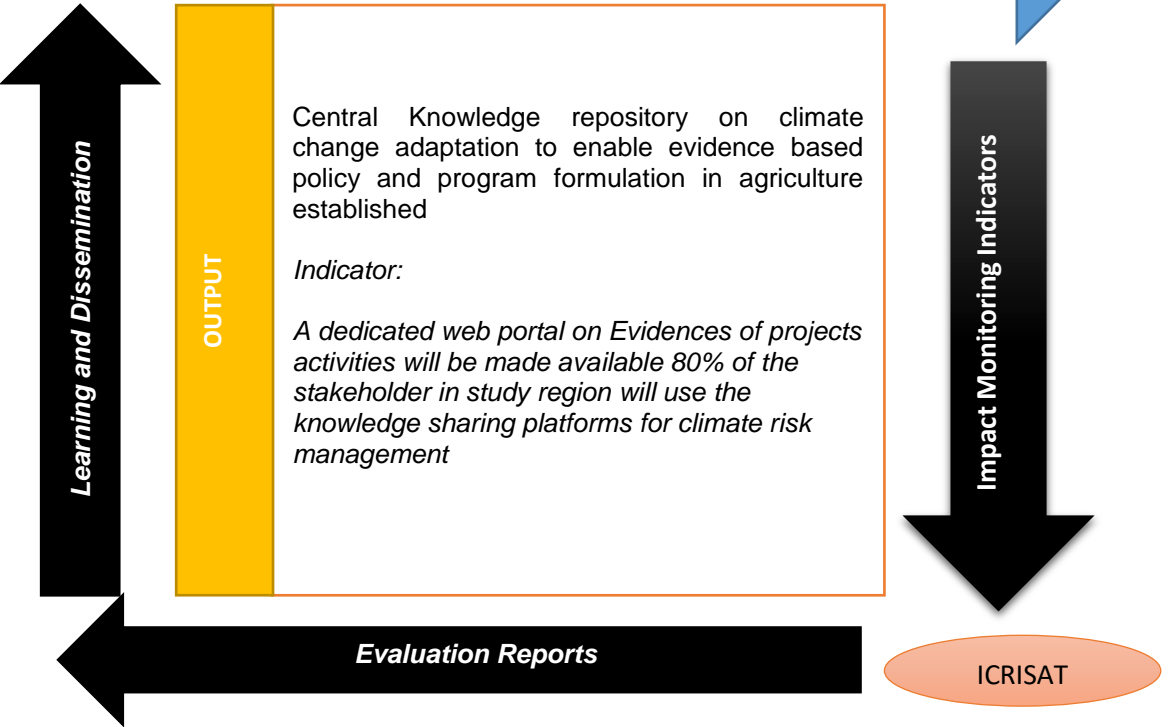 Learning and Dissemination
OUTPUT
Central Knowledge repository on climate
change adaptation to enable evidence based
policy and program formulation in agriculture
established
Indicator:
A dedicated web portal on Evidences of projects
activities will be made available 80% of the
stakeholder in study region will use the
knowledge sharing platforms for climate risk
management
Impact Monitoring Indicators
Evaluation Reports
ICRISAT